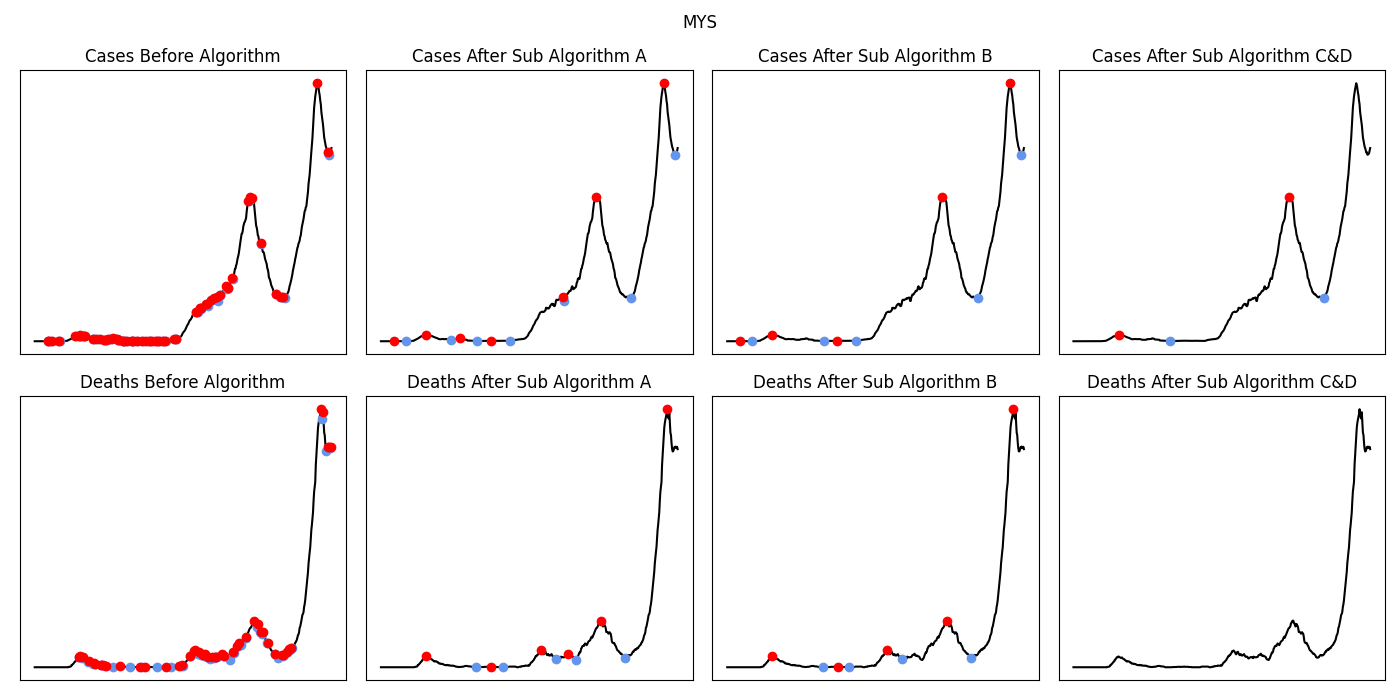 MYS
Cases Before Algorithm
Cases After Sub Algorithm A
Cases After Sub Algorithm B
Cases After Sub Algorithm C&D
Deaths Before Algorithm
Deaths After Sub Algorithm A
Deaths After Sub Algorithm B
Deaths After Sub Algorithm C&D